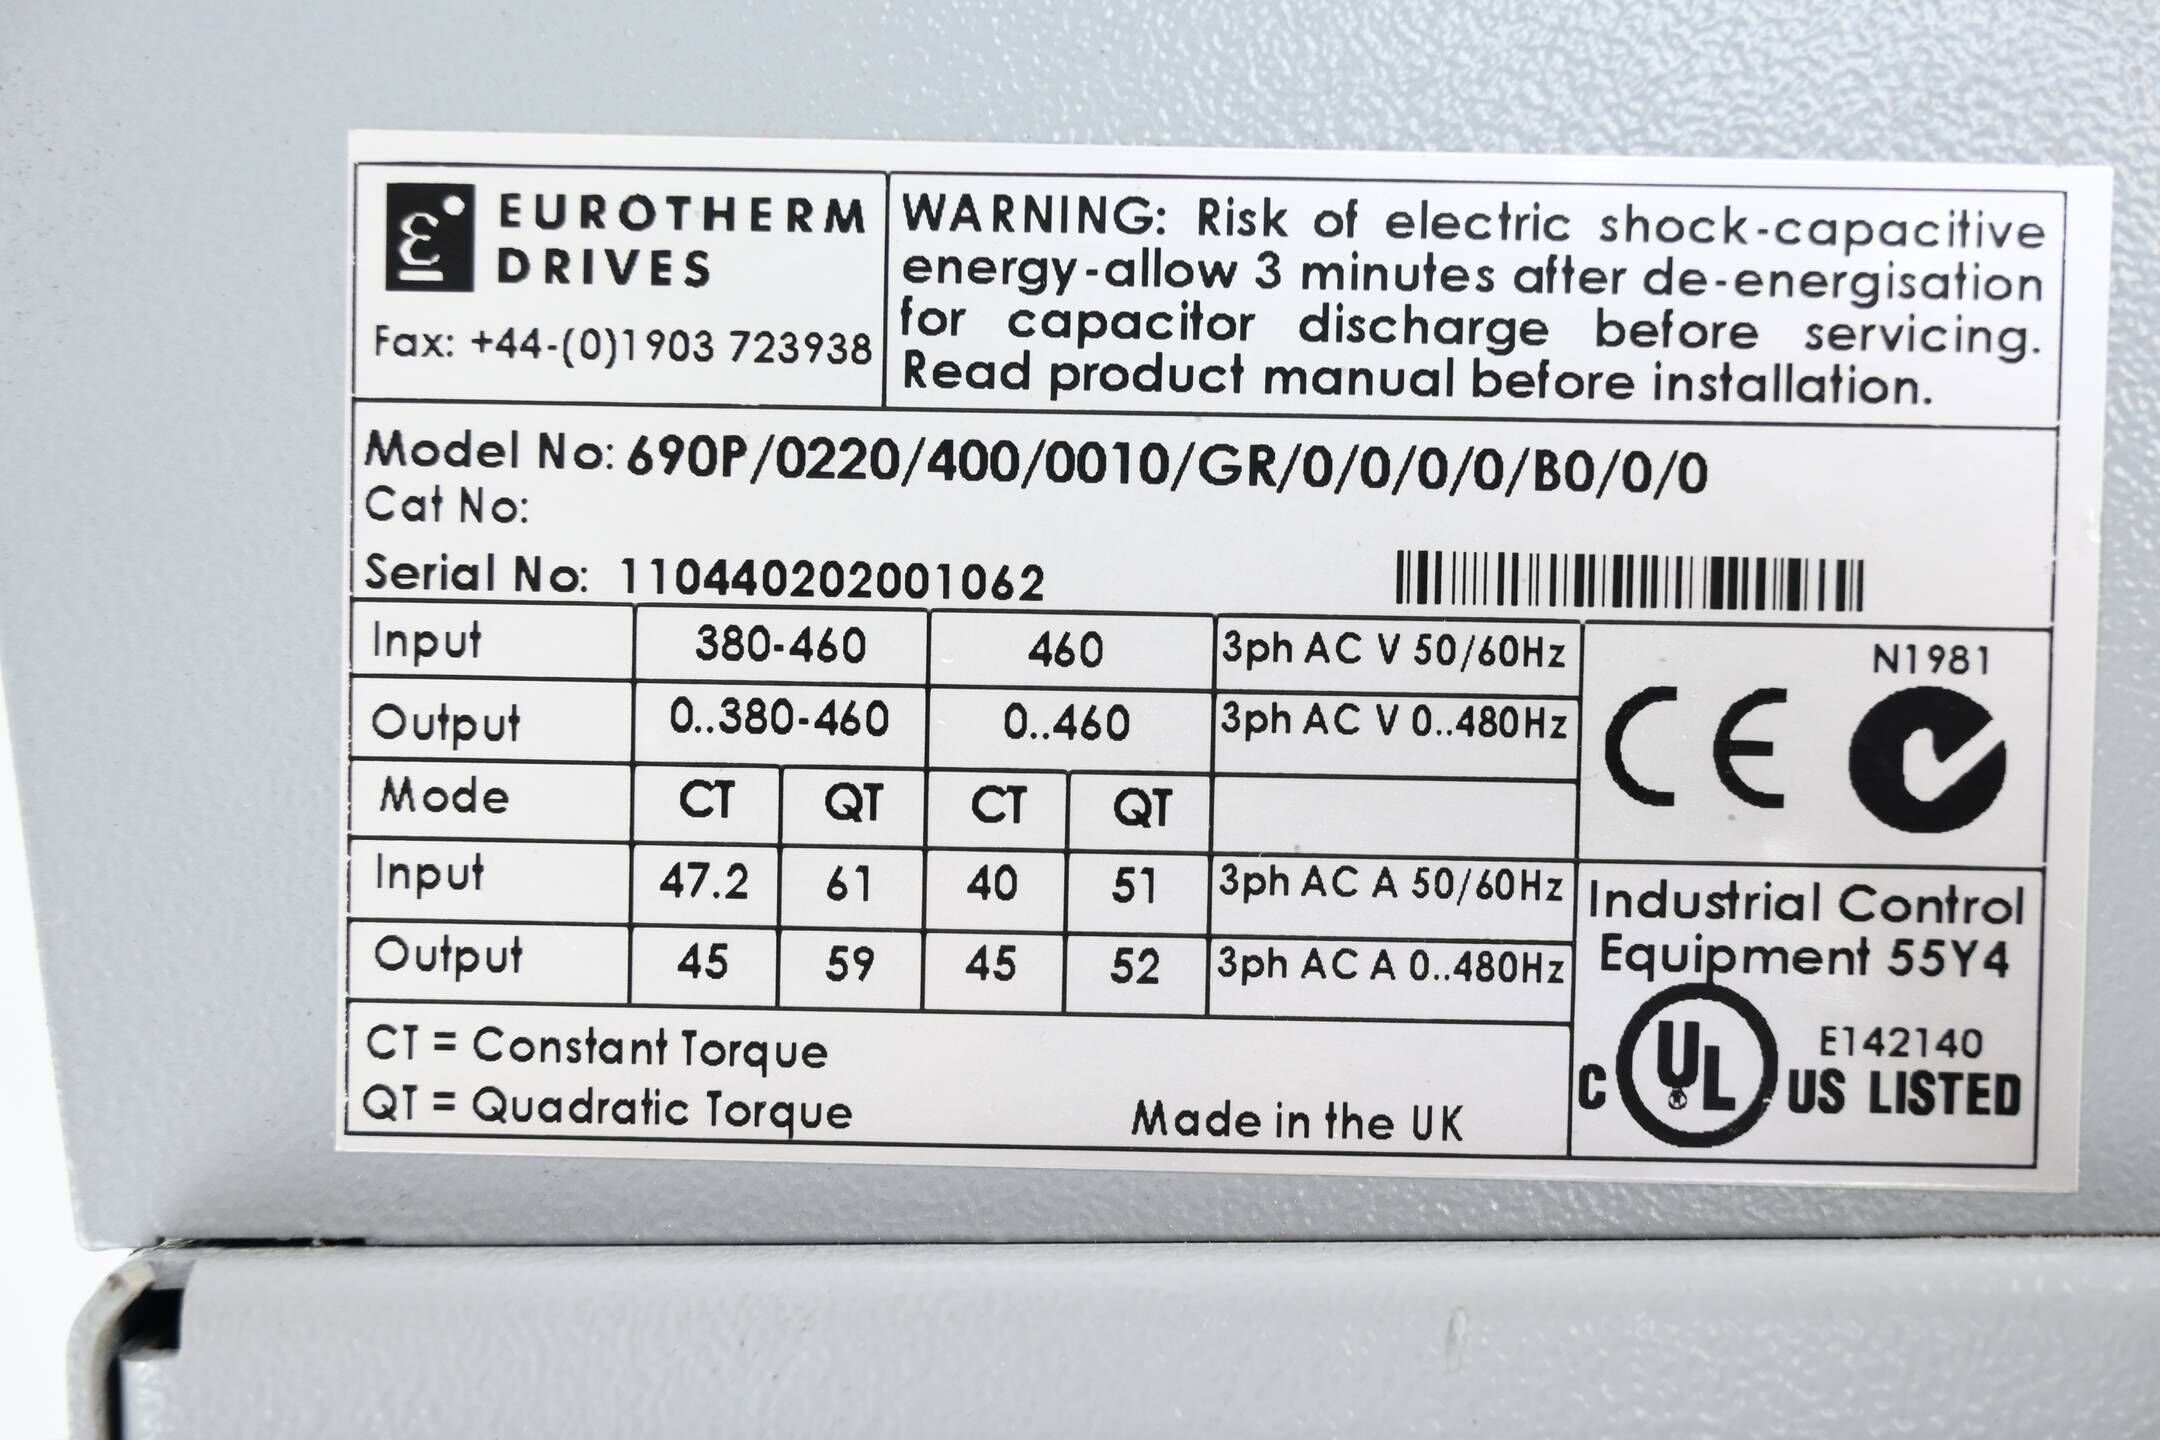 EUROTHERM
DRIVES
Fax: +44-(0)1903 723938
WARNING: Risk of electric shock-capacitive
energy-allow 3 minutes after de-energisation
for capacitor discharge before servicing.
Read product manual before installation.
Model No: 690P/0220/400/0010/GR/0/0/0/0/B0/0/0
Cat No:
Serial No: 110440202001062
Input 380-460 460 3ph AC V 50/60Hz
Output 0..380-460 0..460 3ph AC V 0..480Hz
Mode CT QT CT QT
Input 47.2 61 40 51 3ph AC A 50/60Hz
Output 45 59 45 52 3ph AC A 0..480Hz
CT = Constant Torque
QT = Quadratic Torque
Made in the UK
N1981
CE
Industrial Control
Equipment 55Y4
E142140
C UL US LISTED